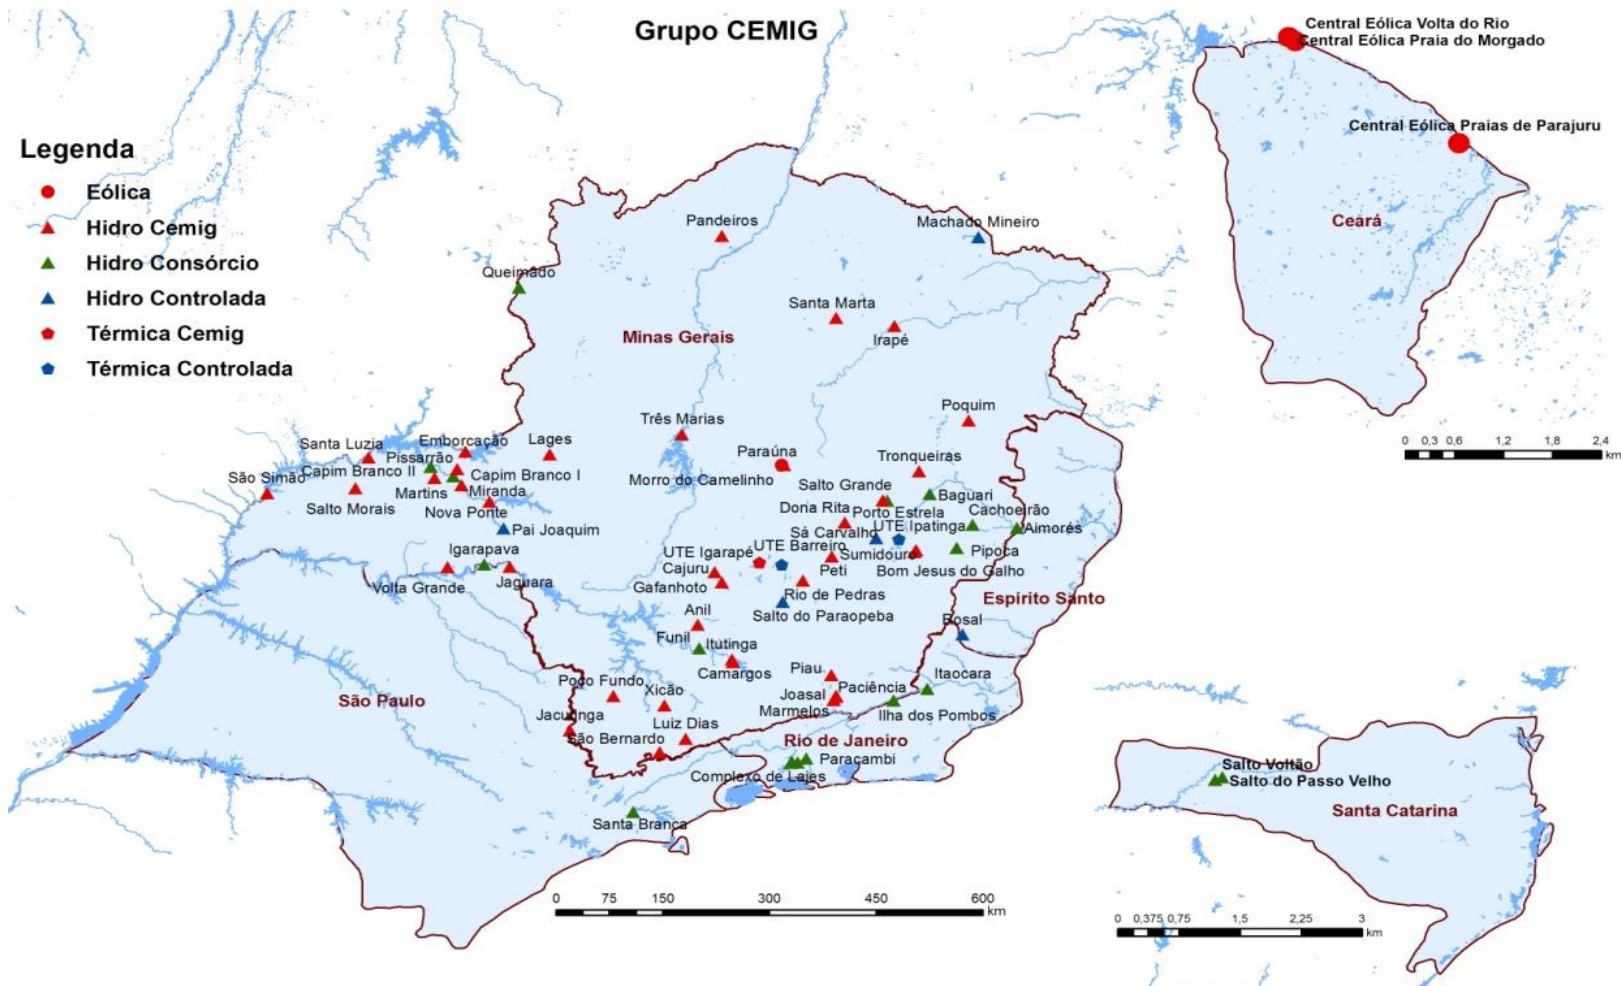 Grupo CEMIG
Central Eólica Volta do Rio
Central Eólica Praia do Morgado
Central Eólica Praias de Parajuru
Ceará
0 0,3 0,6 1,2 1,8 2,4
km
Legenda
Eólica
Hidro Cemig
Hidro Consórcio
Hidro Controlada
Térmica Cemig
Térmica Controlada
Pandeiros
Machado Mineiro
Queimado
Santa Marta
Minas Gerais
Irapé
Poquim
Três Marias
Santa Luzia
Emborcação
Lages
Pissarrão
Paraúna
Tronqueiras
São Simão
Capim Branco II
Capim Branco I
Morro do Camelinho
Salto Grande
Martins
Miranda
Baguari
Salto Morais
Nova Ponte
Dona Rita
Porto Estrela
Cachoeirão
Pai Joaquim
Sá Carvalho
UTE Ipatinga
Aimorés
Igarapava
UTE Igarapé
UTE Barreiro
Sumidouro
Pipoca
Volta Grande
Jaguara
Cajuru
Peti
Bom Jesus do Galho
Gafanhoto
Rio de Pedras
Espírito Santo
Anil
Salto do Paraopeba
Rosal
Funil
Itutinga
Camargos
Piau
Itaocara
Poço Fundo
Xicão
Joasal
Paciência
São Paulo
Marmelos
Ilha dos Pombos
Jacutinga
Luiz Dias
São Bernardo
Rio de Janeiro
Paracambi
Complexo de Lajes
Santa Branca
0 75 150 300 450 600
km
Salto Voltão
Salto do Passo Velho
Santa Catarina
0 0,375 0,75 1,5 2,25 3
km